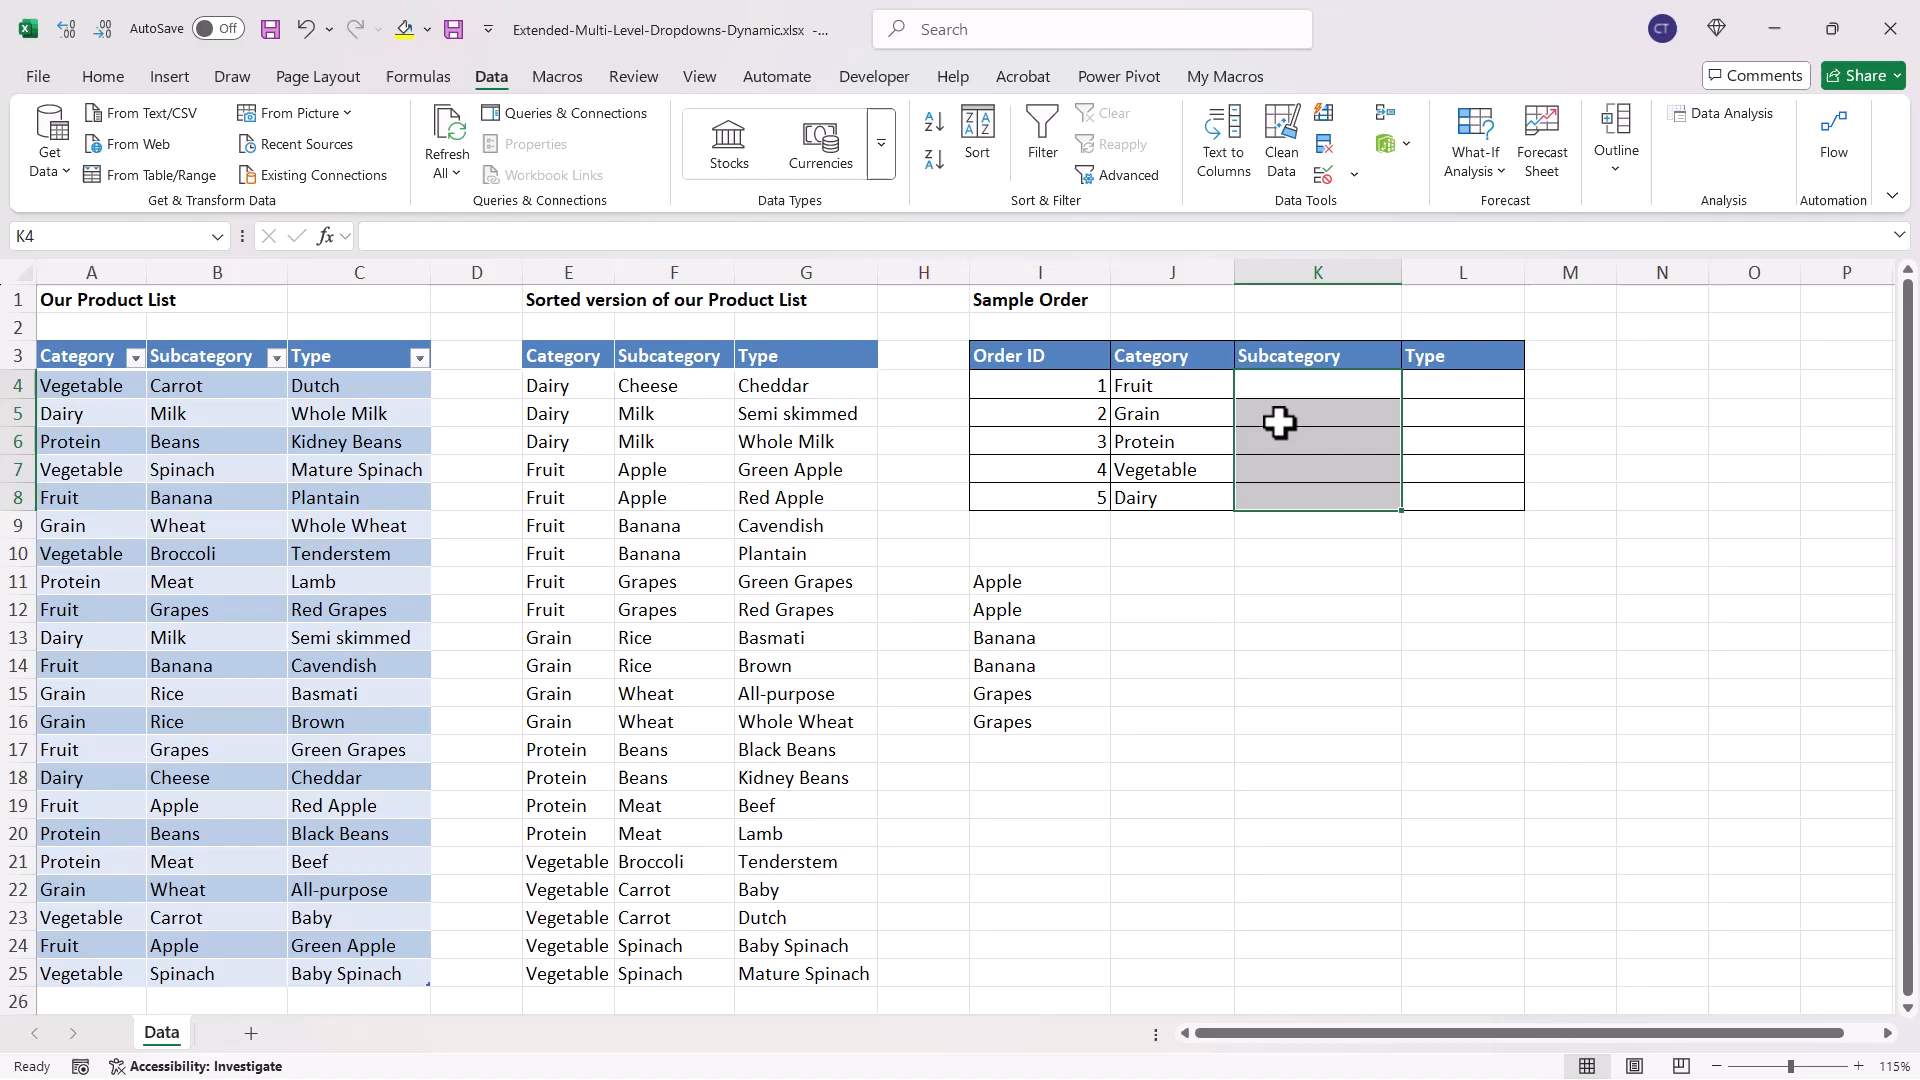 AutoSave Off Extended-Multi-Level-Dropdowns-Dynamic.xlsx -... Search CT
File Home Insert Draw Page Layout Formulas Data Macros Review View Automate Developer Help Acrobat Power Pivot My Macros Comments Share
Get Data
From Text/CSV
From Web
From Table/Range
From Picture
Recent Sources
Existing Connections
Get & Transform Data
Refresh All
Queries & Connections
Properties
Workbook Links
Queries & Connections
Stocks
Currencies
Data Types
Sort
Filter
Clear
Reapply
Advanced
Sort & Filter
Text to Columns
Clean Data
Data Tools
What-If Analysis
Forecast Sheet
Forecast
Outline
Data Analysis
Analysis
Flow
Automation
K4 fx
A B C D E F G H I J K L M N O P
1 Our Product List Sorted version of our Product List Sample Order
2
3 Category Subcategory Type Category Subcategory Type Order ID Category Subcategory Type
4 Vegetable Carrot Dutch Dairy Cheese Cheddar 1 Fruit
5 Dairy Milk Whole Milk Dairy Milk Semi skimmed 2 Grain
6 Protein Beans Kidney Beans Dairy Milk Whole Milk 3 Protein
7 Vegetable Spinach Mature Spinach Fruit Apple Green Apple 4 Vegetable
8 Fruit Banana Plantain Fruit Apple Red Apple 5 Dairy
9 Grain Wheat Whole Wheat Fruit Banana Cavendish
10 Vegetable Broccoli Tenderstem Fruit Banana Plantain
11 Protein Meat Lamb Fruit Grapes Green Grapes Apple
12 Fruit Grapes Red Grapes Fruit Grapes Red Grapes Apple
13 Dairy Milk Semi skimmed Grain Rice Basmati Banana
14 Fruit Banana Cavendish Grain Rice Brown Banana
15 Grain Rice Basmati Grain Wheat All-purpose Grapes
16 Grain Rice Brown Grain Wheat Whole Wheat Grapes
17 Fruit Grapes Green Grapes Protein Beans Black Beans
18 Dairy Cheese Cheddar Protein Beans Kidney Beans
19 Fruit Apple Red Apple Protein Meat Beef
20 Protein Beans Black Beans Protein Meat Lamb
21 Protein Meat Beef Vegetable Broccoli Tenderstem
22 Grain Wheat All-purpose Vegetable Carrot Baby
23 Vegetable Carrot Baby Vegetable Carrot Dutch
24 Fruit Apple Green Apple Vegetable Spinach Baby Spinach
25 Vegetable Spinach Baby Spinach Vegetable Spinach Mature Spinach
26
Data
Ready Accessibility: Investigate 115%